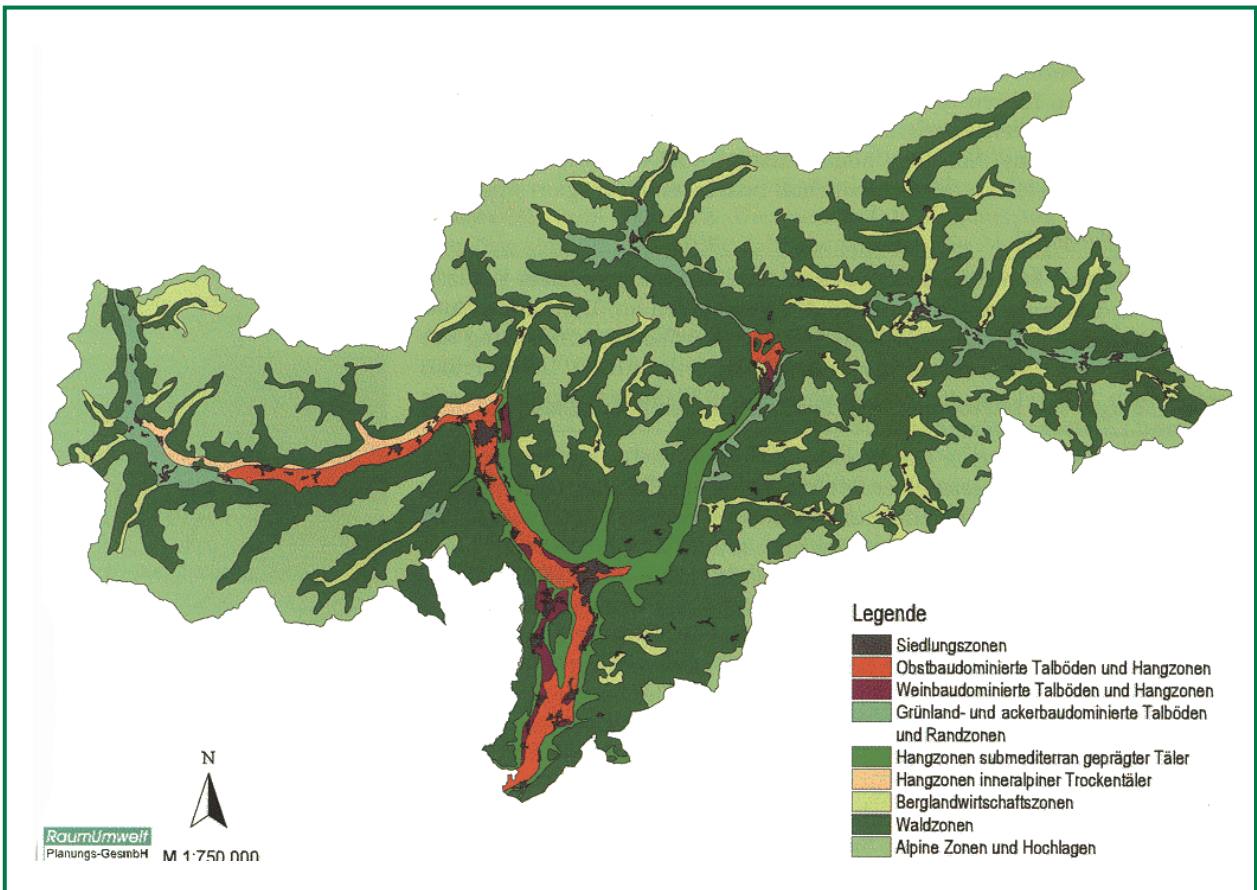 Legende
Siedlungszonen
Obstbaudominierte Talböden und Hangzonen
Weinbaudominierte Talböden und Hangzonen
Grünland- und ackerbaudominierte Talböden
und Randzonen
Hangzonen submediterran geprägter Täler
Hangzonen inneralpiner Trockentäler
Berglandwirtschaftszonen
Waldzonen
Alpine Zonen und Hochlagen
N
RaumUmwelt
Planungs-GesmbH
M 1:750.000